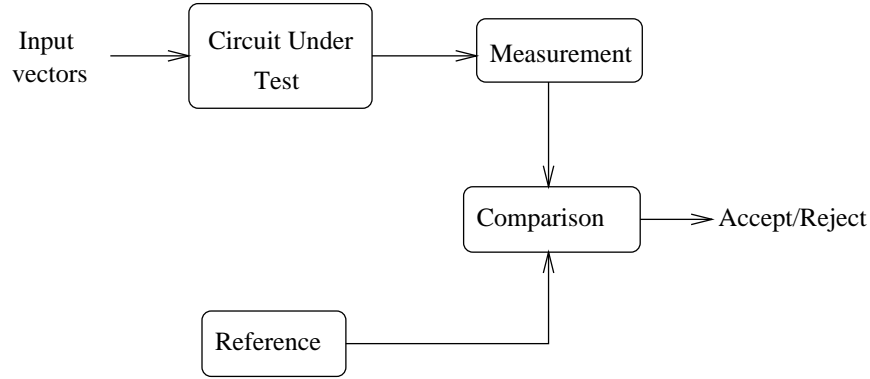 Input
vectors
Circuit Under
Test
Measurement
Comparison
Accept/Reject
Reference